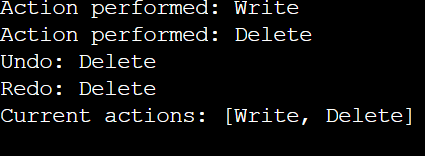 Action performed: Write
Action performed: Delete
Undo: Delete
Redo: Delete
Current actions: [Write, Delete]